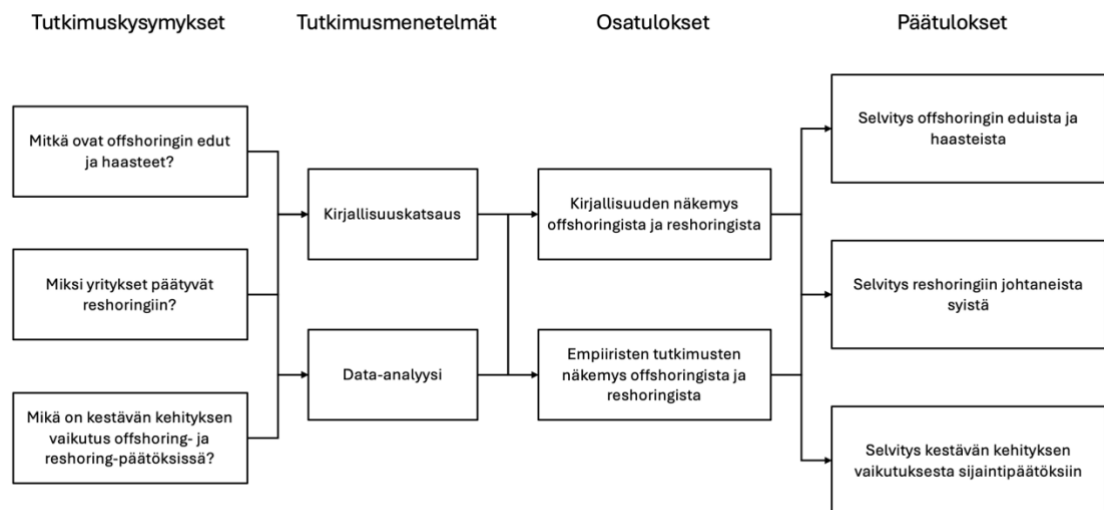 Tutkimuskysymykset
Tutkimusmenetelmät
Osatulokset
Päätulokset
Mitkä ovat offshoringin edut
ja haasteet?
Miksi yritykset päätyvät
reshoringiin?
Mikä on kestävän kehityksen
vaikutus offshoring- ja
reshoring-päätöksissä?
Kirjallisuuskatsaus
Data-analyysi
Kirjallisuuden näkemys
offshoringista ja reshoringista
Empiiristen tutkimusten
näkemys offshoringista ja
reshoringista
Selvitys offshoringin eduista ja
haasteista
Selvitys reshoringiin johtaneista
syistä
Selvitys kestävän kehityksen
vaikutuksesta sijaintipäätöksiin